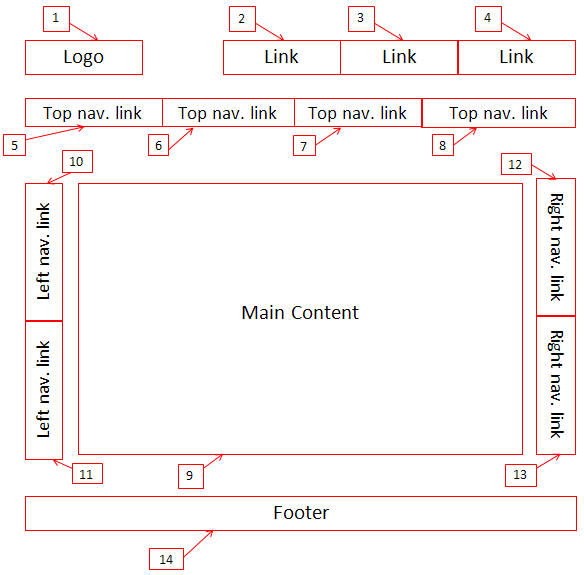 1 2 3 4
Logo Link Link Link
Top nav. link Top nav. link Top nav. link Top nav. link
5 6 7 8
10 12
Left nav. link
Right nav. link
Main Content
Left nav. link
Right nav. link
11 9 13
Footer
14